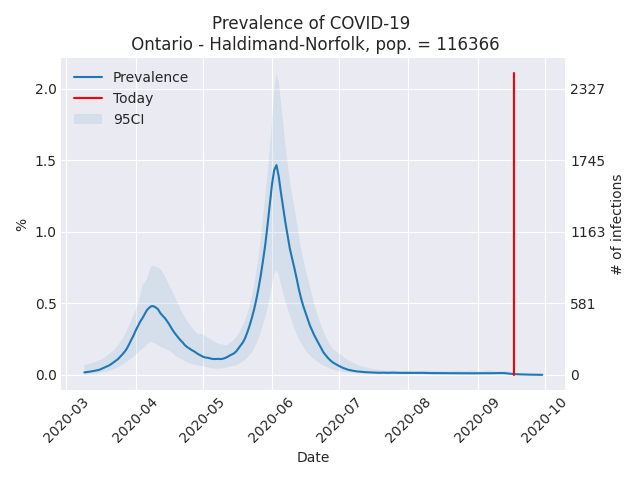 Prevalence of COVID-19
Ontario - Haldimand-Norfolk, pop. = 116366
Prevalence
Today
95CI
2.0
1.5
1.0
0.5
0.0
%
2327
1745
1163
581
0
# of infections
2020-03
2020-04
2020-05
2020-06
2020-07
2020-08
2020-09
2020-10
Date